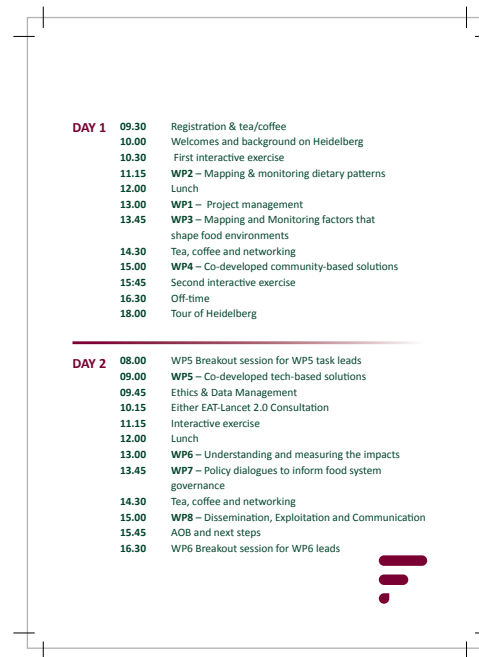 DAY 1 09.30 Registration & tea/coffee
10.00 Welcomes and background on Heidelberg
10.30 First interactive exercise
11.15 WP2 – Mapping & monitoring dietary patterns
12.00 Lunch
13.00 WP1 – Project management
13.45 WP3 – Mapping and Monitoring factors that
shape food environments
14.30 Tea, coffee and networking
15.00 WP4 – Co-developed community-based solutions
15:45 Second interactive exercise
16.30 Off-time
18.00 Tour of Heidelberg
DAY 2 08.00 WP5 Breakout session for WP5 task leads
09.00 WP5 – Co-developed tech-based solutions
09.45 Ethics & Data Management
10.15 Either EAT-Lancet 2.0 Consultation
11.15 Interactive exercise
12.00 Lunch
13.00 WP6 – Understanding and measuring the impacts
13.45 WP7 – Policy dialogues to inform food system
governance
14.30 Tea, coffee and networking
15.00 WP8 – Dissemination, Exploitation and Communication
15.45 AOB and next steps
16.30 WP6 Breakout session for WP6 leads